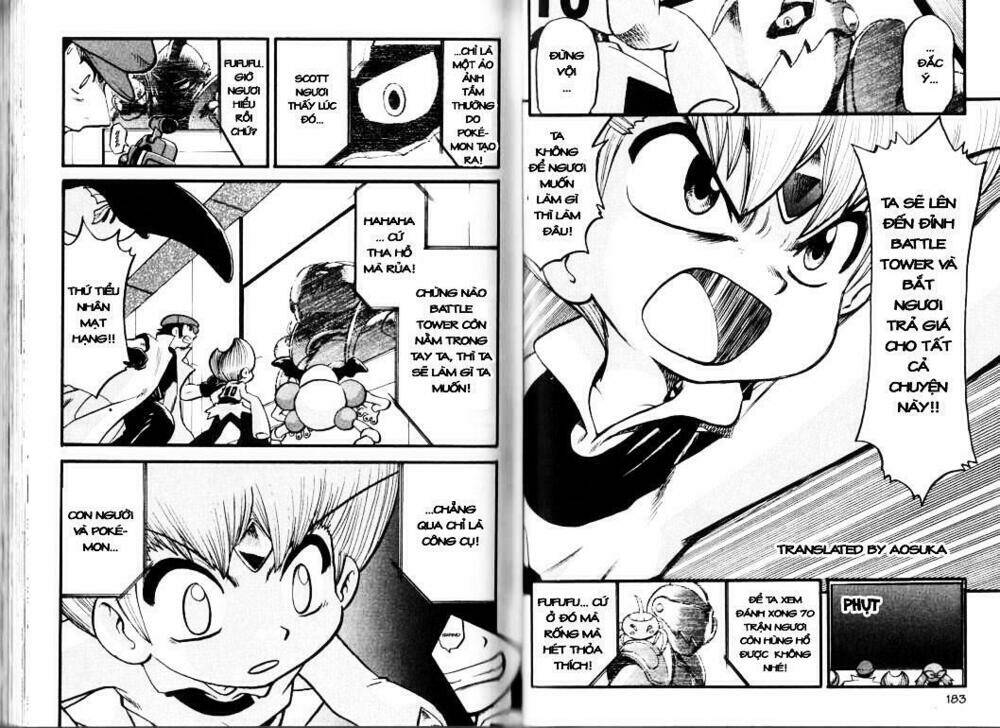 FUFUFU.
GIỜ
NGƯƠI
HIỂU
RỒI
CHỨ?
SCOTT
NGƯƠI
THẤY LÚC
ĐÓ...
...CHỈ LÀ
MỘT ẢO
ẢNH
TẦM
THƯỜNG
DO
POKÉ-
MON TẠO
RA!
THỨ TIỂU
NHÂN
MẠT
HẠNG!!
HAHAHA
... CỨ
THA HỒ
MÀ RỦA!
CHỪNG NÀO
BATTLE
TOWER CÒN
NẰM TRONG
TAY TA, THÌ TA
SẼ LÀM GÌ TA
MUỐN!
10
CON NGƯỜI
VÀ POKÉ-
MON...
...CHẲNG
QUA CHỈ LÀ
CÔNG CỤ!
10
ĐỪNG
VỘI
...
...
ĐẮC
Ý...
TA
KHÔNG
ĐỂ NGƯƠI
MUỐN
LÀM GÌ
THÌ LÀM
ĐÂU!
TA SẼ LÊN
ĐẾN ĐỈNH
BATTLE
TOWER VÀ
BẮT
NGƯƠI
TRẢ GIÁ
CHO TẤT
CẢ
CHUYỆN
NÀY!!
TRANSLATED BY AOSUKA
FUFUFU... CỨ
Ở ĐÓ MÀ
RỐNG MÀ
HÉT THỎA
THÍCH!
ĐỂ TA XEM
ĐÁNH XONG 70
TRẬN NGƯƠI
CÒN HÙNG HỔ
ĐƯỢC KHÔNG
NHÉ!
PHỤT
183